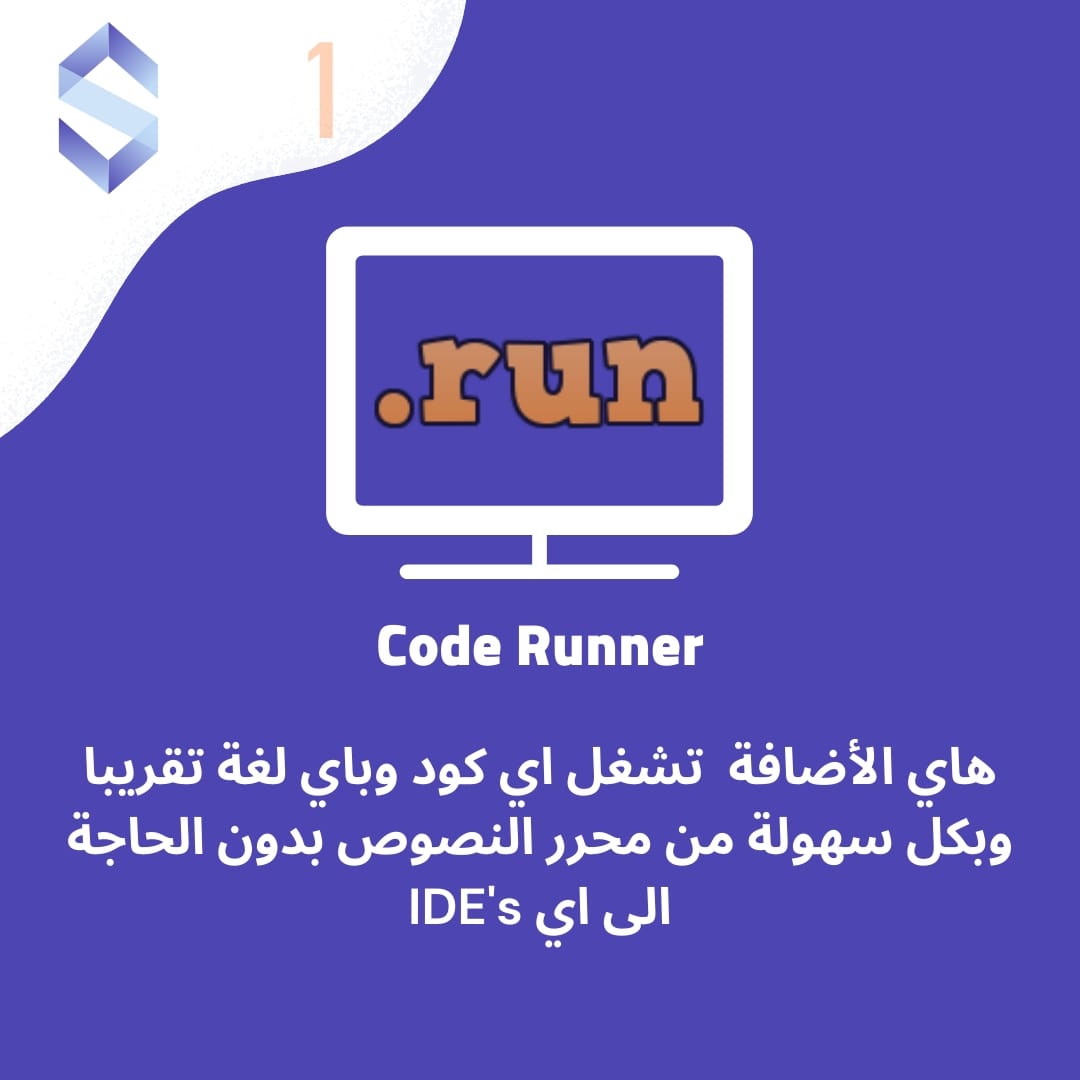 1
.run
Code Runner
هاي الأضافة  تشغل اي كود وباي لغة تقريبا
وبكل سهولة من محرر النصوص بدون الحاجة
الى اي IDE's